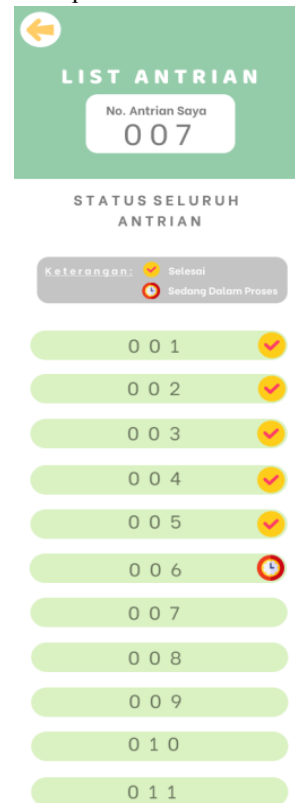 LIST ANTRIAN
No. Antrian Saya
007
STATUS SELURUH
ANTRIAN
Keterangan: Selesai
Sedang Dalam Proses
001
002
003
004
005
006
007
008
009
010
011